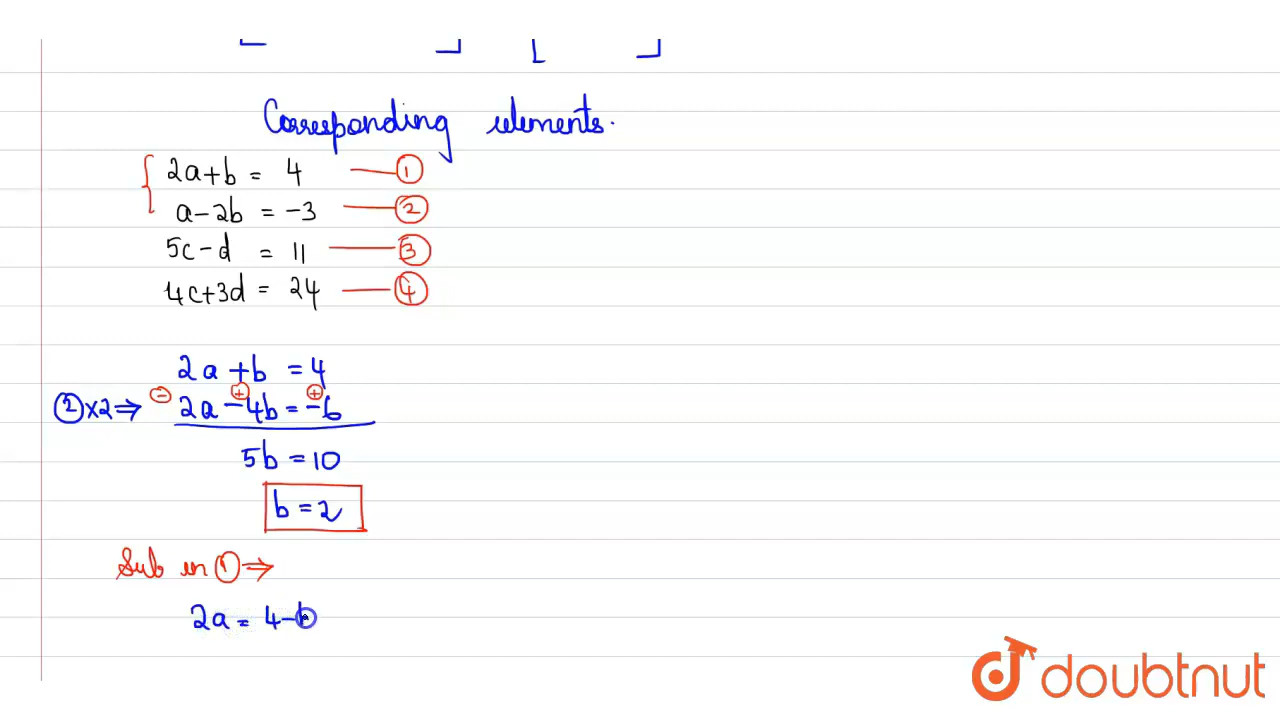 Corresponding elements.
2a+b = 4 — ①
a-2b = -3 — ②
5c-d = 11 — ③
4c+3d = 24 — ④
2a+b = 4
②×2⇒ 2a-4b = -6
⊖ ⊕ ⊕
5b = 10
b = 2
Sub in ① ⇒
2a = 4-b
doubtnut